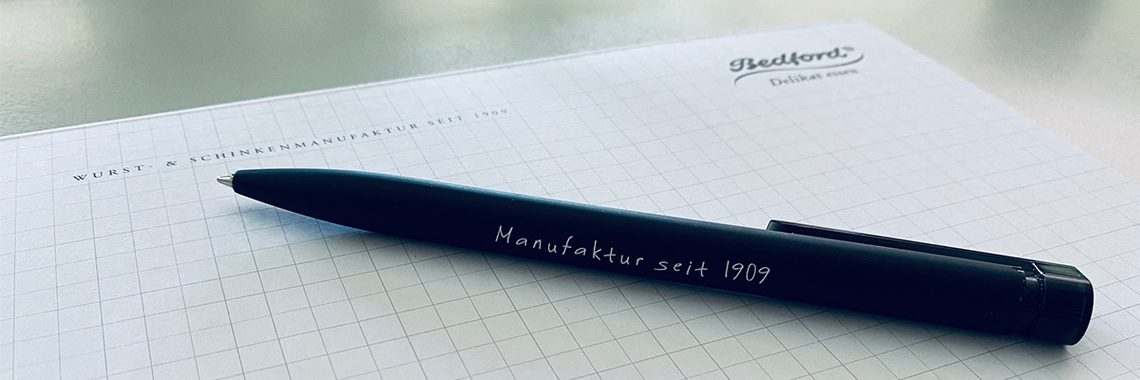 Bedford
Delikat essen
WURST- & SCHINKENMANUFAKTUR SEIT 1909
Manufaktur seit 1909